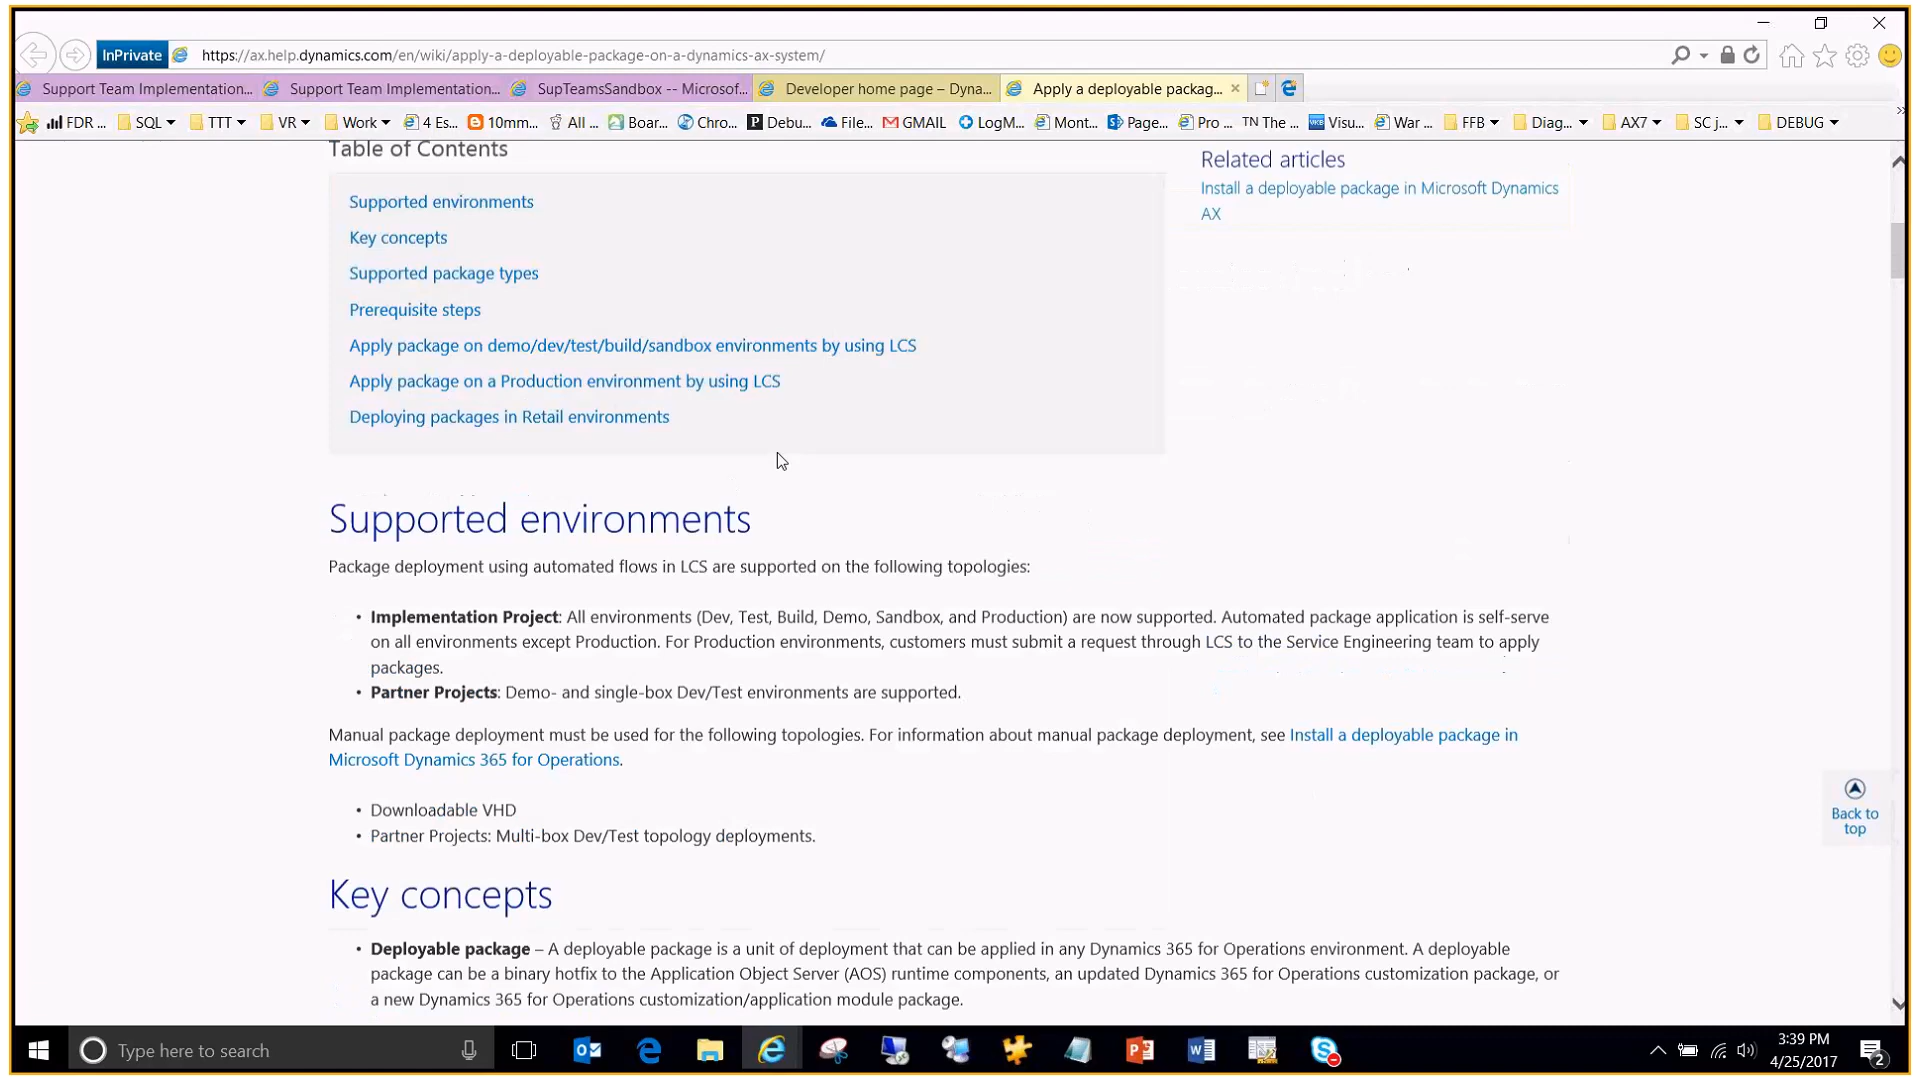 InPrivate
https://ax.help.dynamics.com/en/wiki/apply-a-deployable-package-on-a-dynamics-ax-system/
Support Team Implementation...
Support Team Implementation...
SupTeamsSandbox -- Microsof...
Developer home page – Dyna...
Apply a deployable packag...
FDR ...
SQL
TTT
VR
Work
4 Es...
10mm...
All ...
Boar...
Chro...
Debu...
File...
GMAIL
LogM...
Mont...
Page...
Pro ...
TN The ...
Visu...
War ...
FFB
Diag...
AX7
SC j...
DEBUG
Table of Contents
Supported environments
Key concepts
Supported package types
Prerequisite steps
Apply package on demo/dev/test/build/sandbox environments by using LCS
Apply package on a Production environment by using LCS
Deploying packages in Retail environments
Related articles
Install a deployable package in Microsoft Dynamics
AX
Supported environments
Package deployment using automated flows in LCS are supported on the following topologies:
• Implementation Project: All environments (Dev, Test, Build, Demo, Sandbox, and Production) are now supported. Automated package application is self-serve
on all environments except Production. For Production environments, customers must submit a request through LCS to the Service Engineering team to apply
packages.
• Partner Projects: Demo- and single-box Dev/Test environments are supported.
Manual package deployment must be used for the following topologies. For information about manual package deployment, see Install a deployable package in
Microsoft Dynamics 365 for Operations.
• Downloadable VHD
• Partner Projects: Multi-box Dev/Test topology deployments.
Back to
top
Key concepts
• Deployable package – A deployable package is a unit of deployment that can be applied in any Dynamics 365 for Operations environment. A deployable
package can be a binary hotfix to the Application Object Server (AOS) runtime components, an updated Dynamics 365 for Operations customization package, or
a new Dynamics 365 for Operations customization/application module package.
Type here to search
3:39 PM
4/25/2017
2